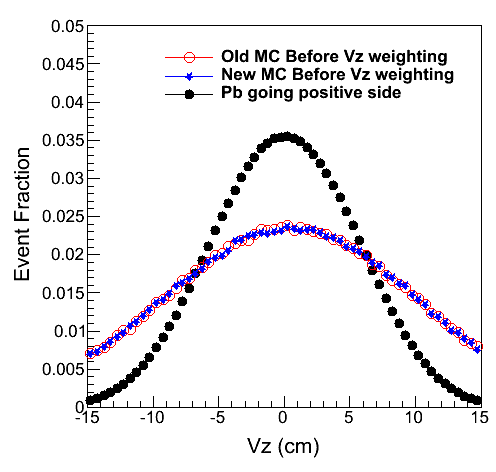 0.05
0.045
0.04
0.035
0.03
0.025
0.02
0.015
0.01
0.005
0
Event Fraction
Old MC Before Vz weighting
New MC Before Vz weighting
Pb going positive side
-15 -10 -5 0 5 10 15
Vz (cm)